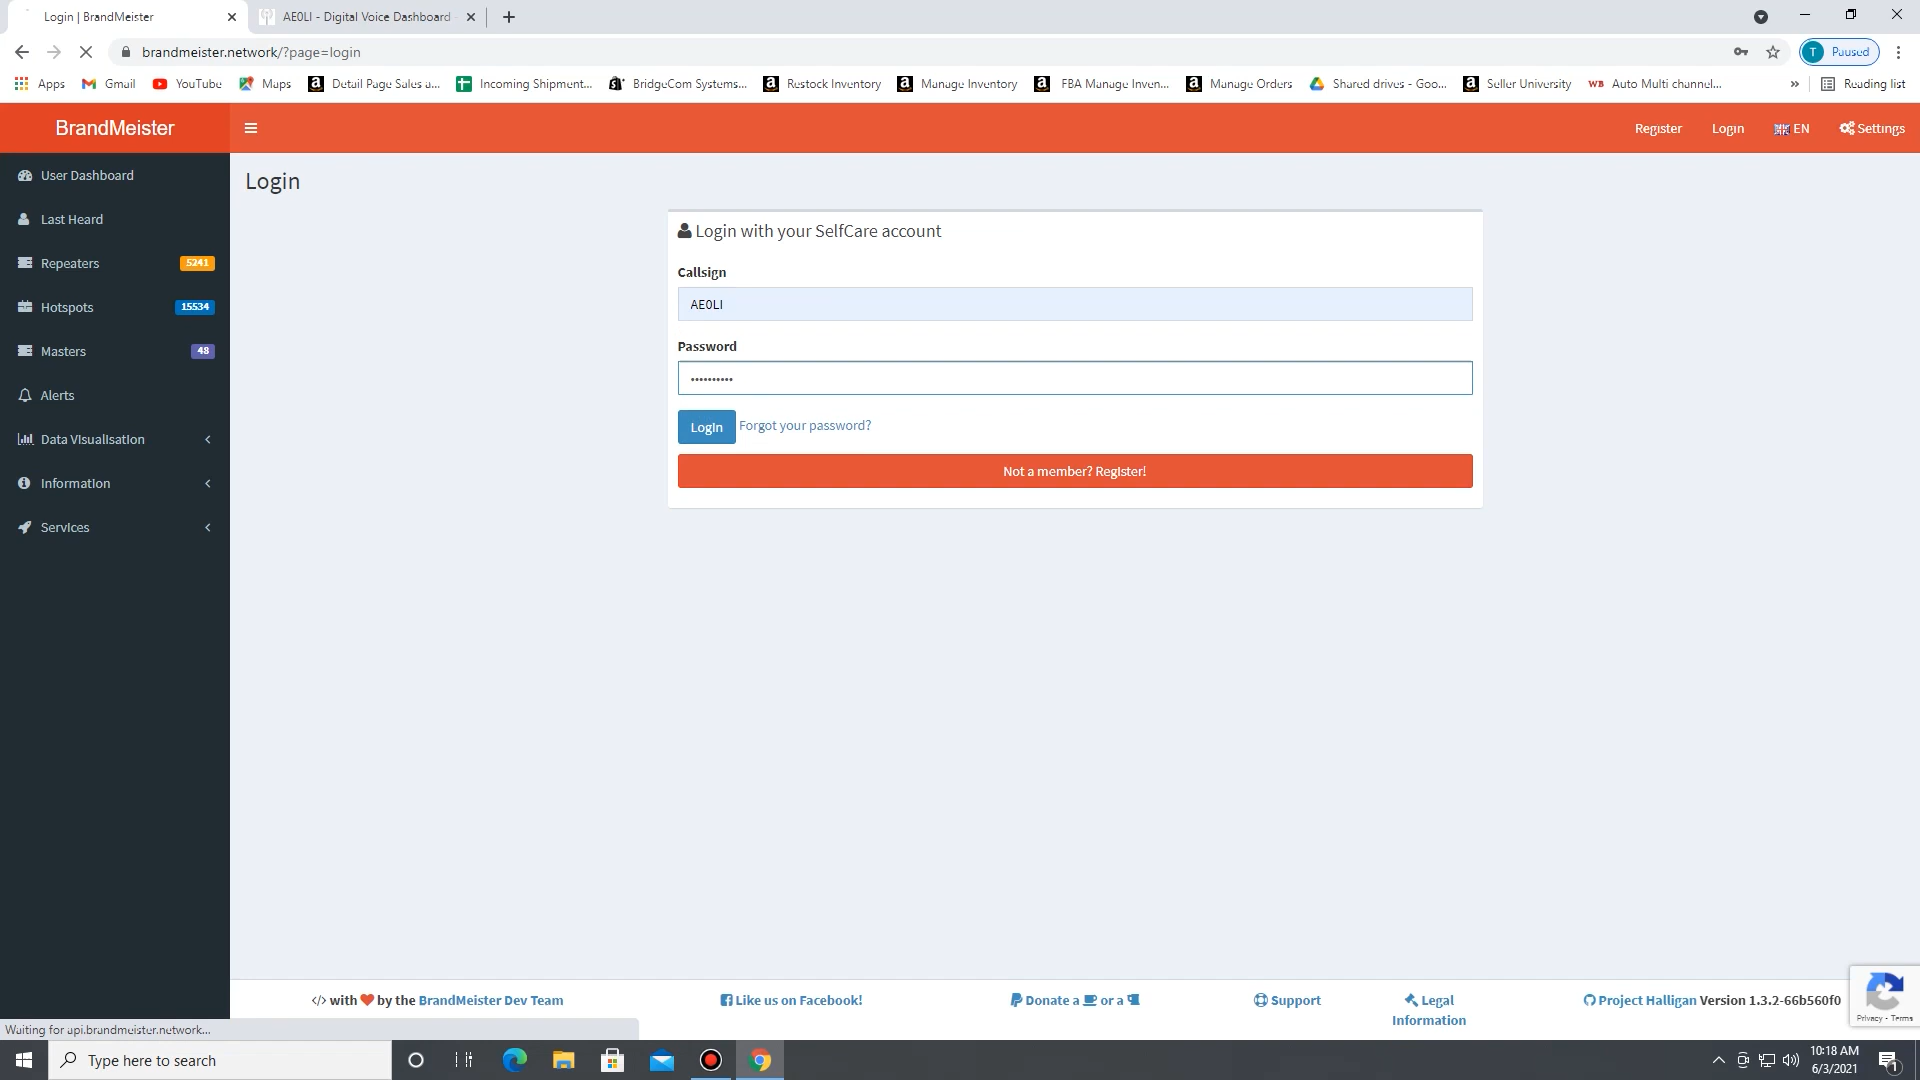 Login | BrandMeister
AE0LI - Digital Voice Dashboard
brandmeister.network/?page=login
T Paused
Apps Gmail YouTube Maps Detail Page Sales a... Incoming Shipment... BridgeCom Systems... Restock Inventory Manage Inventory FBA Manage Inven... Manage Orders Shared drives - Goo... Seller University WB Auto Multi channel... » Reading list
BrandMeister
Register Login EN Settings
User Dashboard
Last Heard
Repeaters 5241
Hotspots 15534
Masters 48
Alerts
Data Visualisation
Information
Services
Login
Login with your SelfCare account
Callsign
AE0LI
Password
Login Forgot your password?
Not a member? Register!
</> with by the BrandMeister Dev Team
Like us on Facebook!
Donate a or a
Support
Legal
Information
Project Halligan Version 1.3.2-66b560f0
Privacy - Terms
Waiting for api.brandmeister.network...
Type here to search
10:18 AM
6/3/2021
1